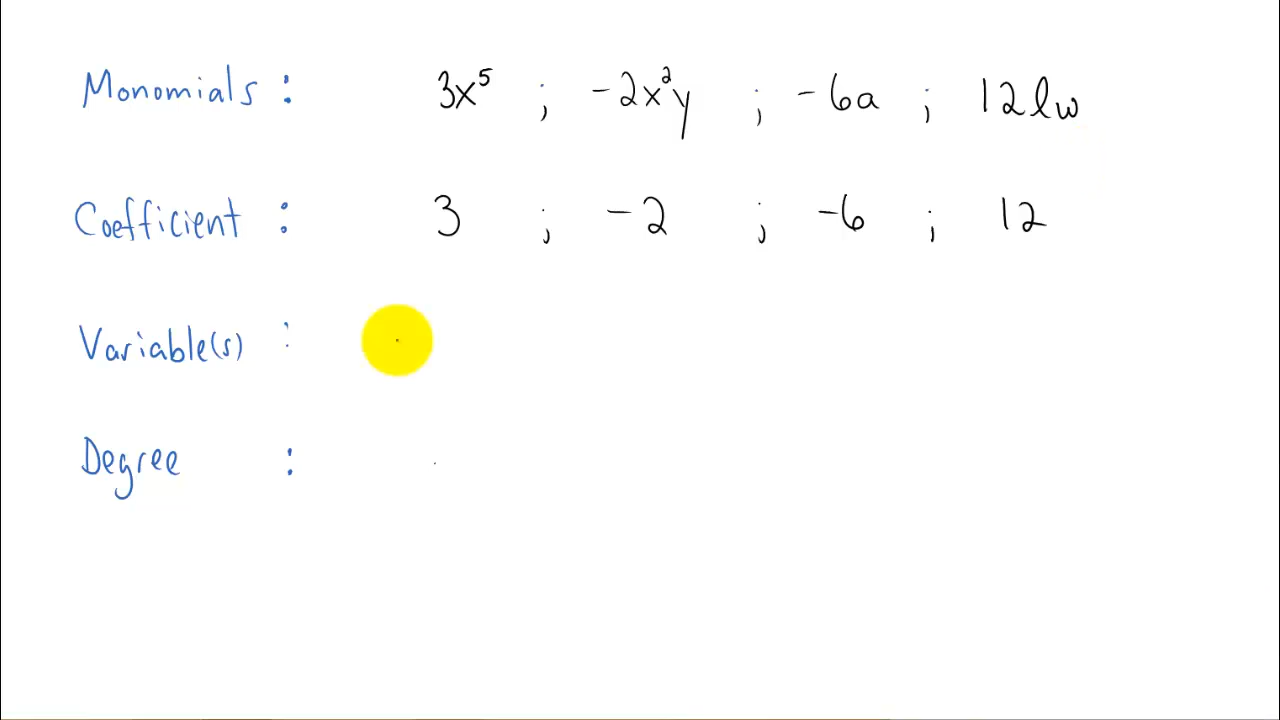 Monomials : 3x⁵ ; -2x²y ; -6a ; 12lw
Coefficient : 3 ; -2 ; -6 ; 12
Variable(s) :
Degree :